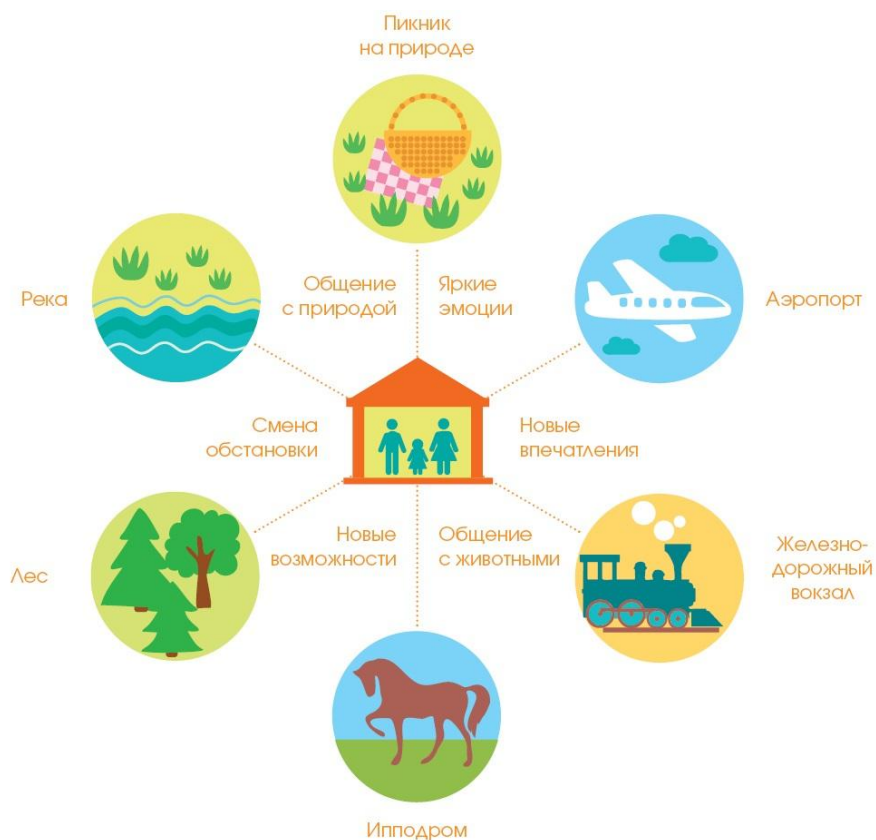 Пикник
на природе
Общение
с природой
Яркие
эмоции
Река
Аэропорт
Смена
обстановки
Новые
впечатления
Новые
возможности
Общение
с животными
Лес
Железно-
дорожный
вокзал
Ипподром